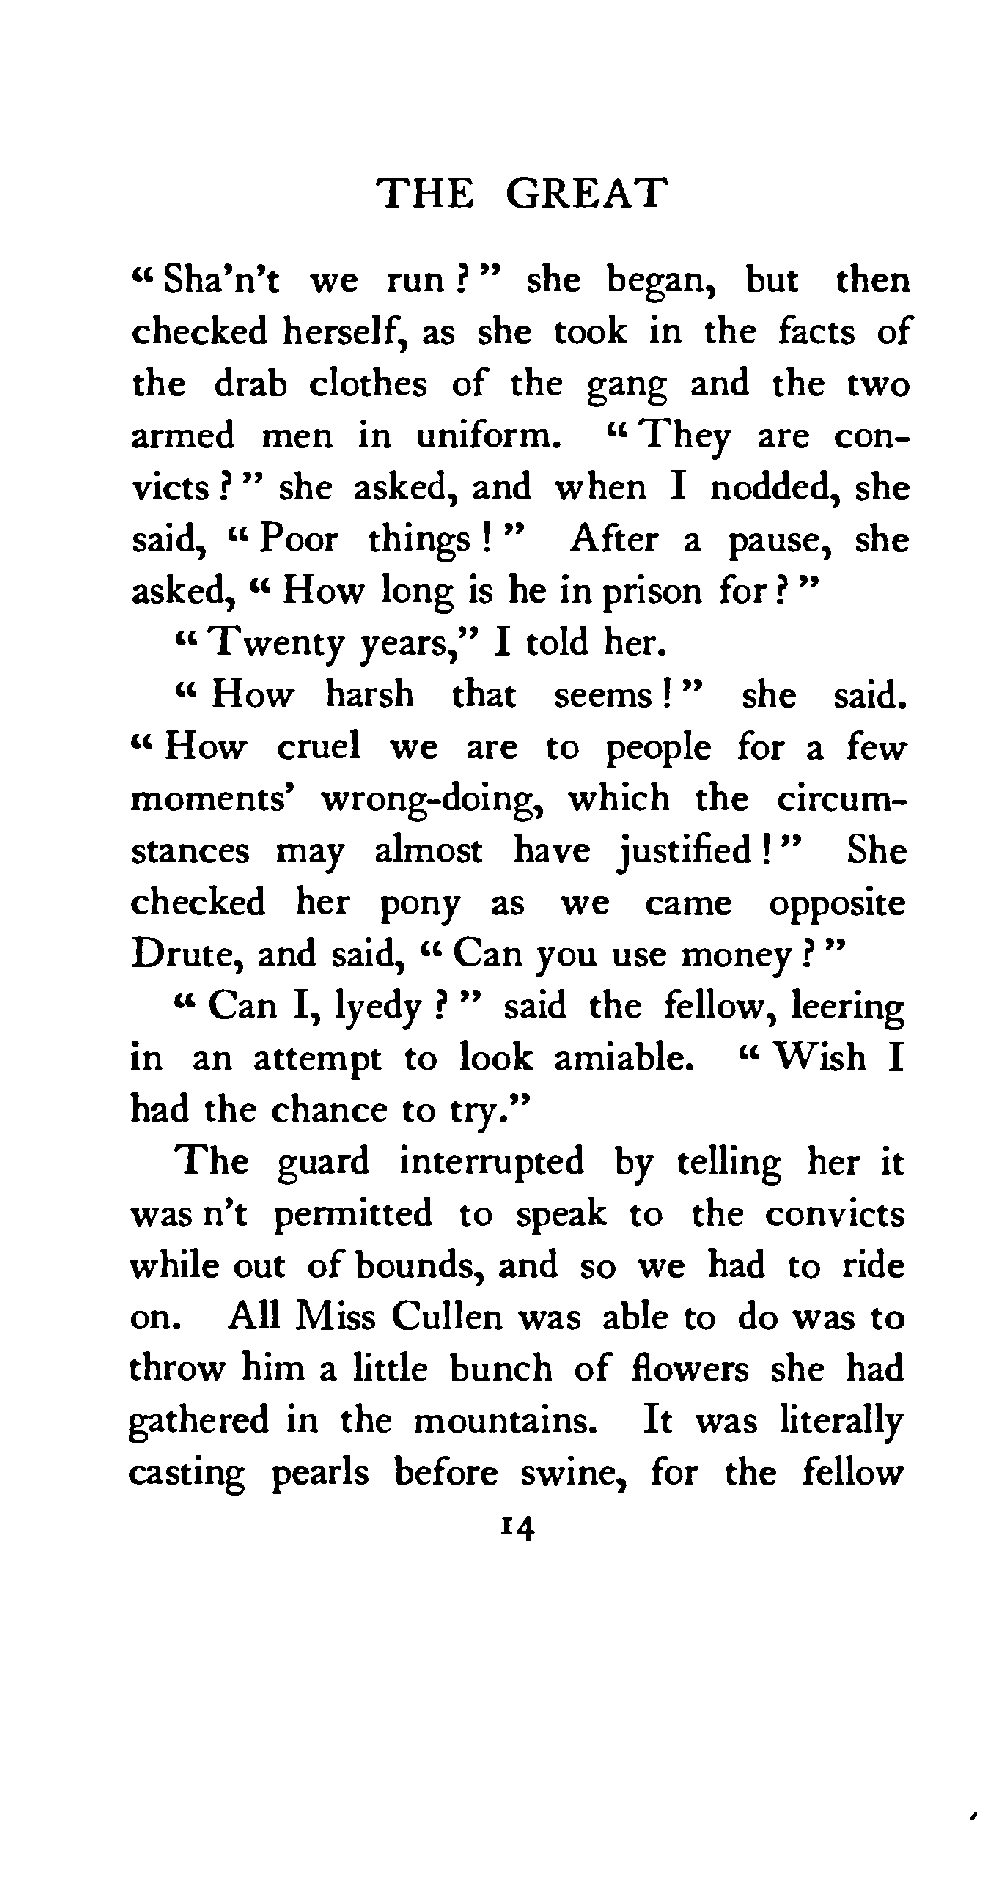 THE GREAT
“ Sha’n’t we run ? ” she began, but then
checked herself, as she took in the facts of
the drab clothes of the gang and the two
armed men in uniform. “ They are con-
victs ? ” she asked, and when I nodded, she
said, “ Poor things ! ” After a pause, she
asked, “ How long is he in prison for ? ”
“ Twenty years,” I told her.
“ How harsh that seems ! ” she said.
“ How cruel we are to people for a few
moments’ wrong-doing, which the circum-
stances may almost have justified ! ” She
checked her pony as we came opposite
Drute, and said, “ Can you use money ? ”
“ Can I, lyedy ? ” said the fellow, leering
in an attempt to look amiable. “ Wish I
had the chance to try.”
The guard interrupted by telling her it
was n’t permitted to speak to the convicts
while out of bounds, and so we had to ride
on. All Miss Cullen was able to do was to
throw him a little bunch of flowers she had
gathered in the mountains. It was literally
casting pearls before swine, for the fellow
14